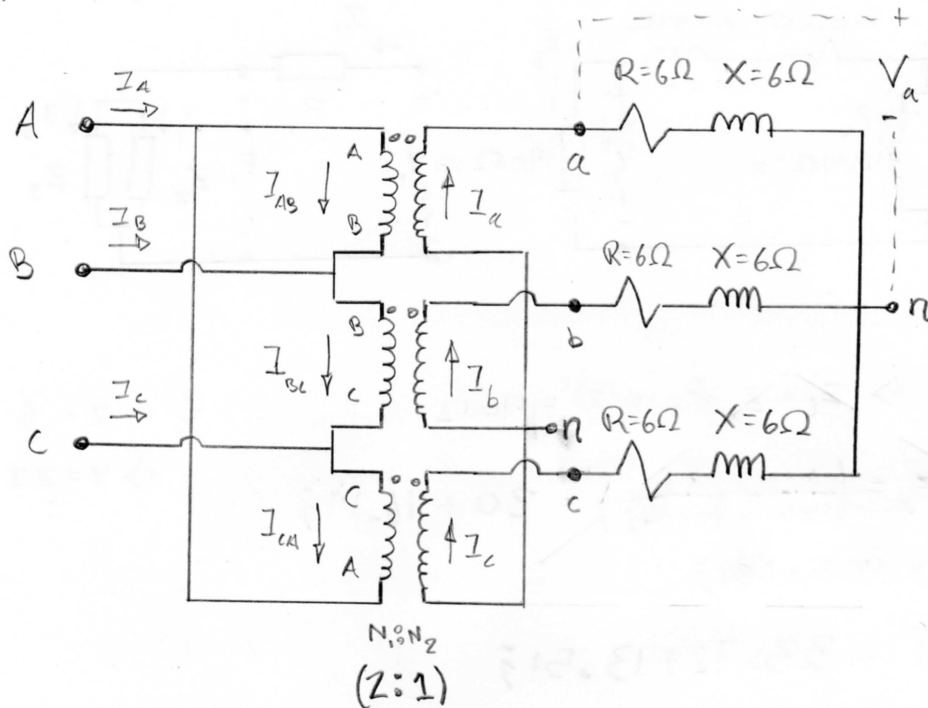 +
R=6Ω X=6Ω
V_a
-
I_A
A
A
a
I_AB
I_a
I_B
B
B
R=6Ω X=6Ω
n
b
B
I_BC
I_b
I_C
C
n
R=6Ω X=6Ω
C
C
c
I_CA
I_c
A
N₁:N₂
(2:1)